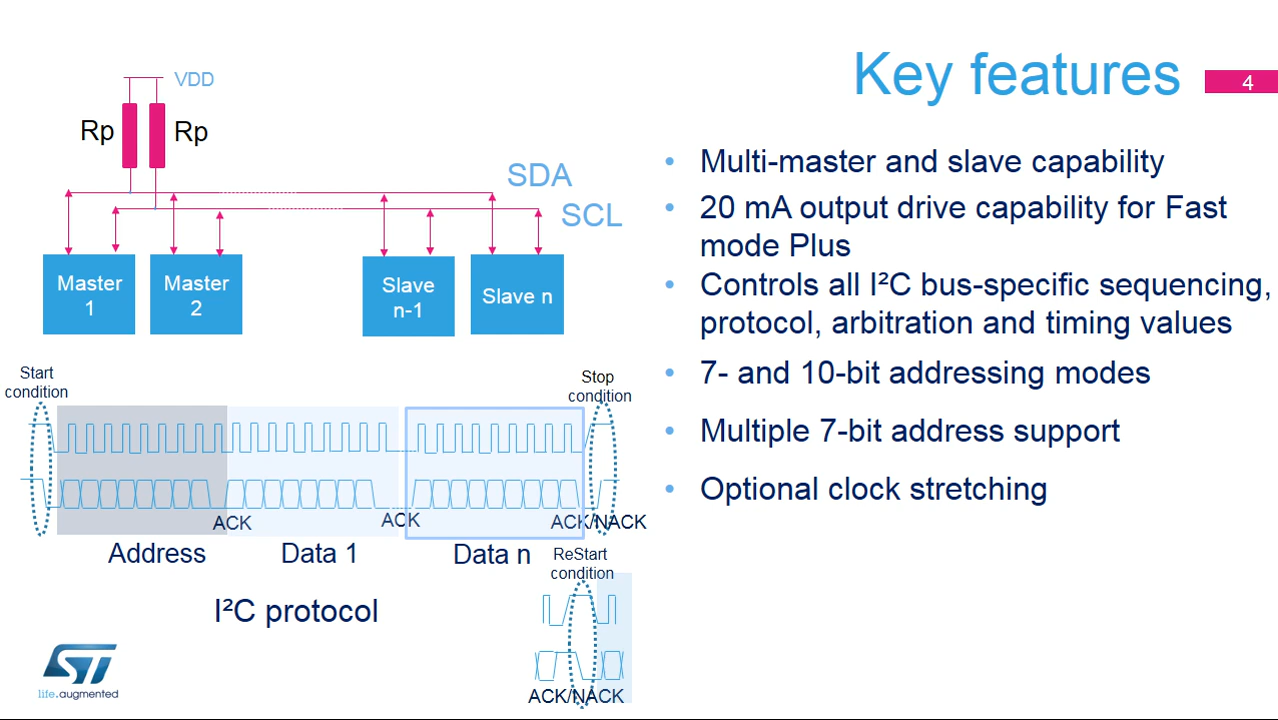 Key features
4
VDD
Rp
Rp
SDA
SCL
Master
1
Master
2
Slave
n-1
Slave n
Start
condition
Stop
condition
ACK
ACK
ACK/NACK
Address
Data 1
Data n
ReStart
condition
ACK/NACK
I²C protocol
ST
life.augmented
• Multi-master and slave capability
• 20 mA output drive capability for Fast
mode Plus
• Controls all I²C bus-specific sequencing,
protocol, arbitration and timing values
• 7- and 10-bit addressing modes
• Multiple 7-bit address support
• Optional clock stretching